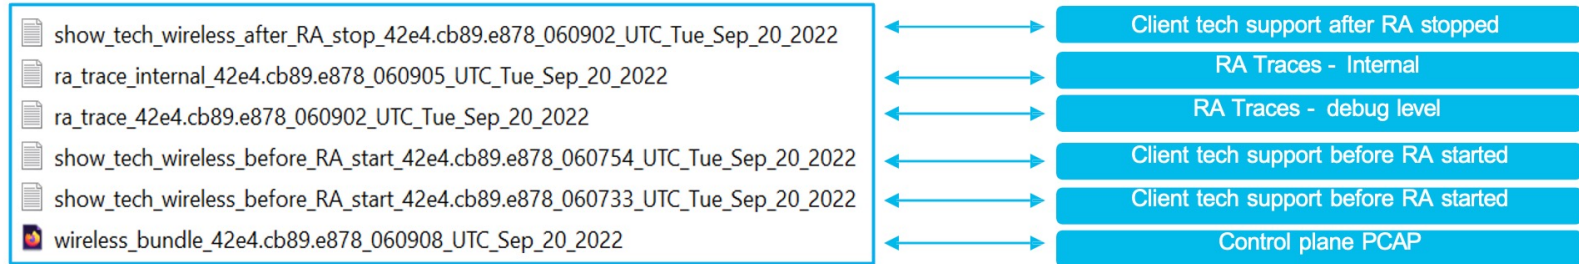 show_tech_wireless_after_RA_stop_42e4.cb89.e878_060902_UTC_Tue_Sep_20_2022
Client tech support after RA stopped
ra_trace_internal_42e4.cb89.e878_060905_UTC_Tue_Sep_20_2022
RA Traces - Internal
ra_trace_42e4.cb89.e878_060902_UTC_Tue_Sep_20_2022
RA Traces - debug level
show_tech_wireless_before_RA_start_42e4.cb89.e878_060754_UTC_Tue_Sep_20_2022
Client tech support before RA started
show_tech_wireless_before_RA_start_42e4.cb89.e878_060733_UTC_Tue_Sep_20_2022
Client tech support before RA started
wireless_bundle_42e4.cb89.e878_060908_UTC_Sep_20_2022
Control plane PCAP